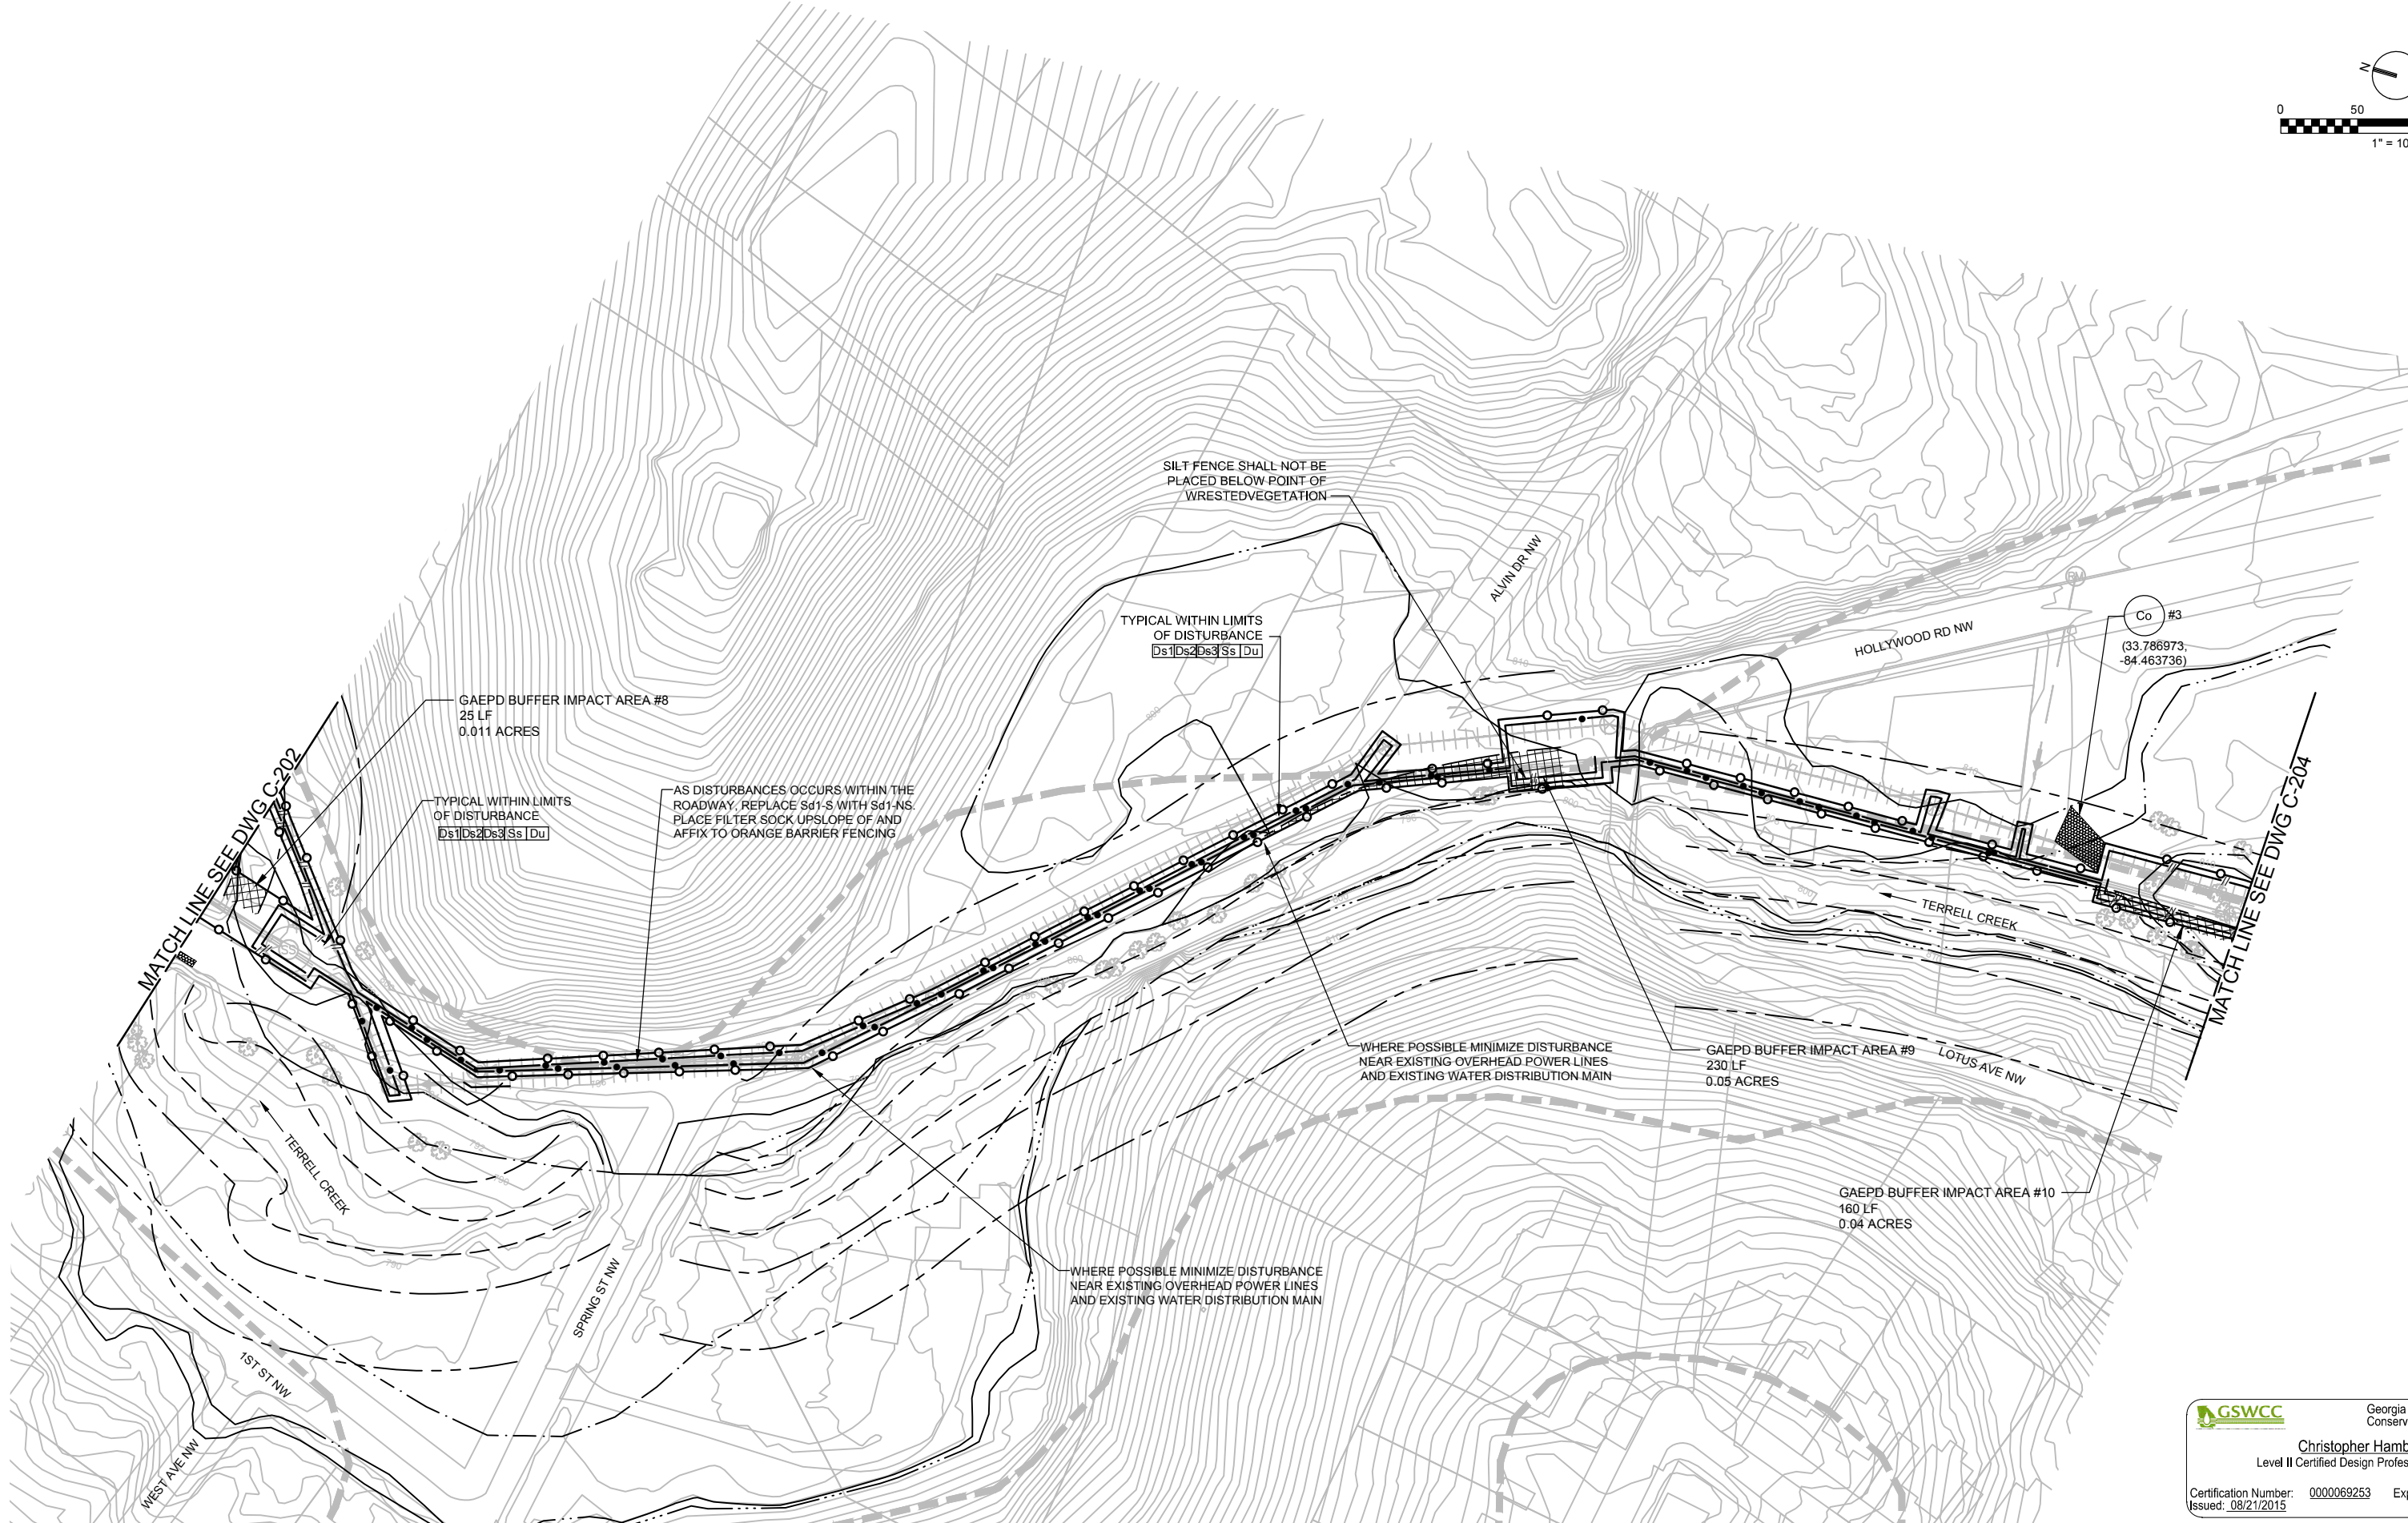 N
0 50
1" = 10
SILT FENCE SHALL NOT BE
PLACED BELOW POINT OF
WRESTEDVEGETATION
ALVIN DR NW
TYPICAL WITHIN LIMITS
OF DISTURBANCE
Ds1 Ds2 Ds3 Ss Du
HOLLYWOOD RD NW
Co #3
(33.786973,
-84.463736)
GAEPD BUFFER IMPACT AREA #8
25 LF
0.011 ACRES
MATCH LINE SEE DWG C-202
TYPICAL WITHIN LIMITS
OF DISTURBANCE
Ds1 Ds2 Ds3 Ss Du
AS DISTURBANCES OCCURS WITHIN THE
ROADWAY, REPLACE Sd1-S WITH Sd1-NS.
PLACE FILTER SOCK UPSLOPE OF AND
AFFIX TO ORANGE BARRIER FENCING
MATCH LINE SEE DWG C-204
TERRELL CREEK
WHERE POSSIBLE MINIMIZE DISTURBANCE
NEAR EXISTING OVERHEAD POWER LINES
AND EXISTING WATER DISTRIBUTION MAIN
GAEPD BUFFER IMPACT AREA #9
230 LF
0.05 ACRES
LOTUS AVE NW
TERRELL CREEK
GAEPD BUFFER IMPACT AREA #10
160 LF
0.04 ACRES
WHERE POSSIBLE MINIMIZE DISTURBANCE
NEAR EXISTING OVERHEAD POWER LINES
AND EXISTING WATER DISTRIBUTION MAIN
SPRING ST NW
1ST ST NW
WEST AVE NW
GSWCC
Georgia
Conserv
Christopher Hamb
Level II Certified Design Profes
Certification Number: 0000069253 Exp
Issued: 08/21/2015